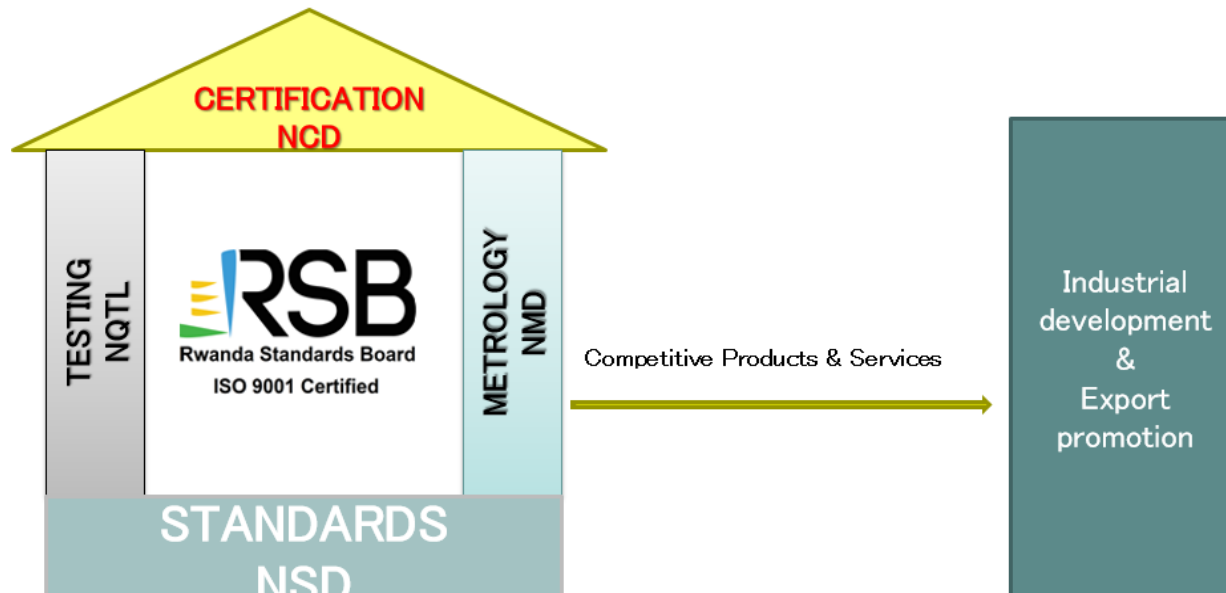 CERTIFICATION
NCD
TESTING
NQTL
RSB
Rwanda Standards Board
ISO 9001 Certified
METROLOGY
NMD
STANDARDS
NSD
Competitive Products & Services
Industrial
development
&
Export
promotion